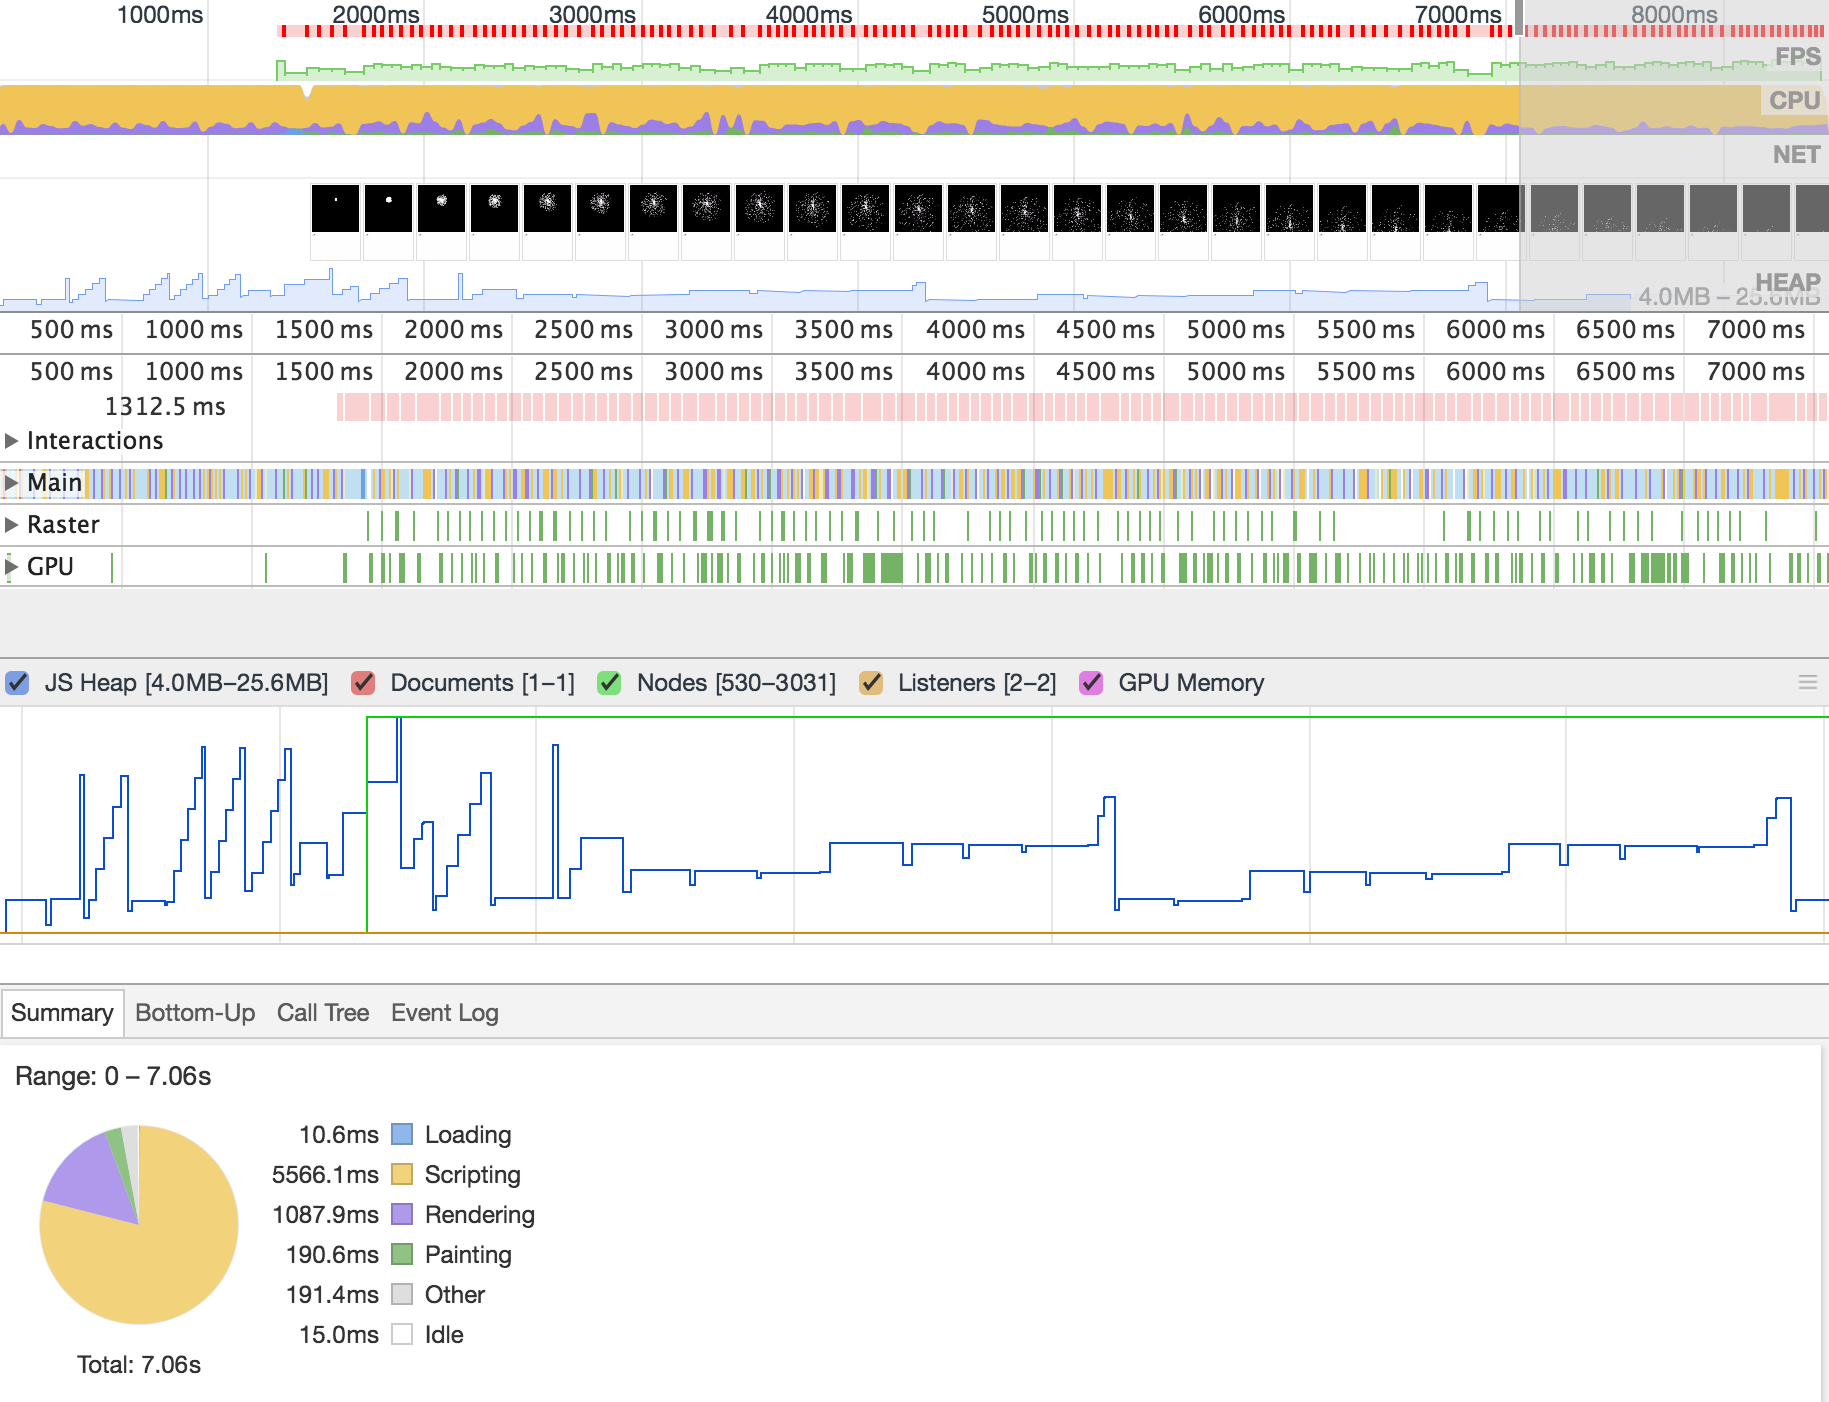 1000ms 2000ms 3000ms 4000ms 5000ms 6000ms 7000ms 8000ms
FPS
CPU
NET
HEAP
4.0MB – 25.6MB
500 ms 1000 ms 1500 ms 2000 ms 2500 ms 3000 ms 3500 ms 4000 ms 4500 ms 5000 ms 5500 ms 6000 ms 6500 ms 7000 ms
500 ms 1000 ms 1500 ms 2000 ms 2500 ms 3000 ms 3500 ms 4000 ms 4500 ms 5000 ms 5500 ms 6000 ms 6500 ms 7000 ms
1312.5 ms
Interactions
Main
Raster
GPU
JS Heap [4.0MB–25.6MB] Documents [1–1] Nodes [530–3031] Listeners [2–2] GPU Memory
Summary Bottom-Up Call Tree Event Log
Range: 0 – 7.06s
10.6ms Loading
5566.1ms Scripting
1087.9ms Rendering
190.6ms Painting
191.4ms Other
15.0ms Idle
Total: 7.06s